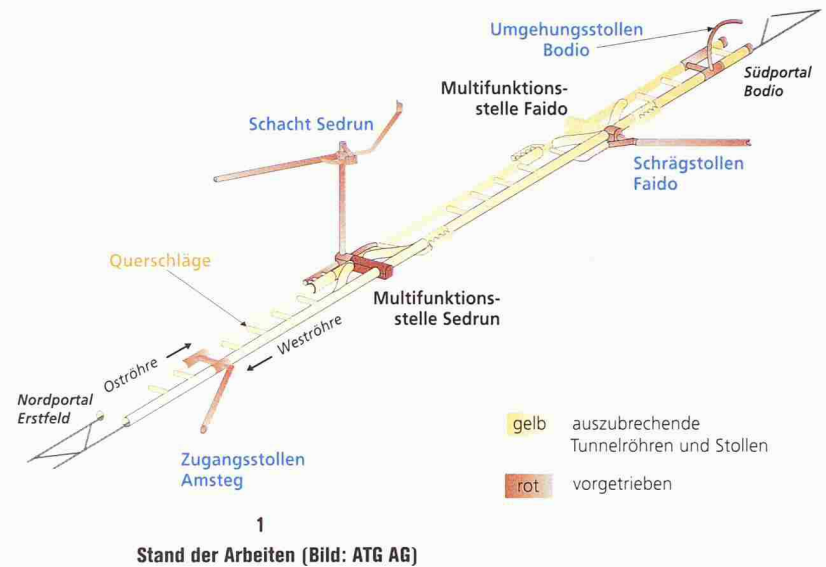 Umgehungsstollen
Bodio
Südportal
Bodio
Multifunktions-
stelle Faido
Schacht Sedrun
Schrägstollen
Faido
Querschläge
Multifunktions-
stelle Sedrun
Oströhre
Weströhre
Nordportal
Erstfeld
Zugangsstollen
Amsteg
gelb auszubrechende
Tunnelröhren und Stollen
rot vorgetrieben
1
Stand der Arbeiten (Bild: ATG AG)